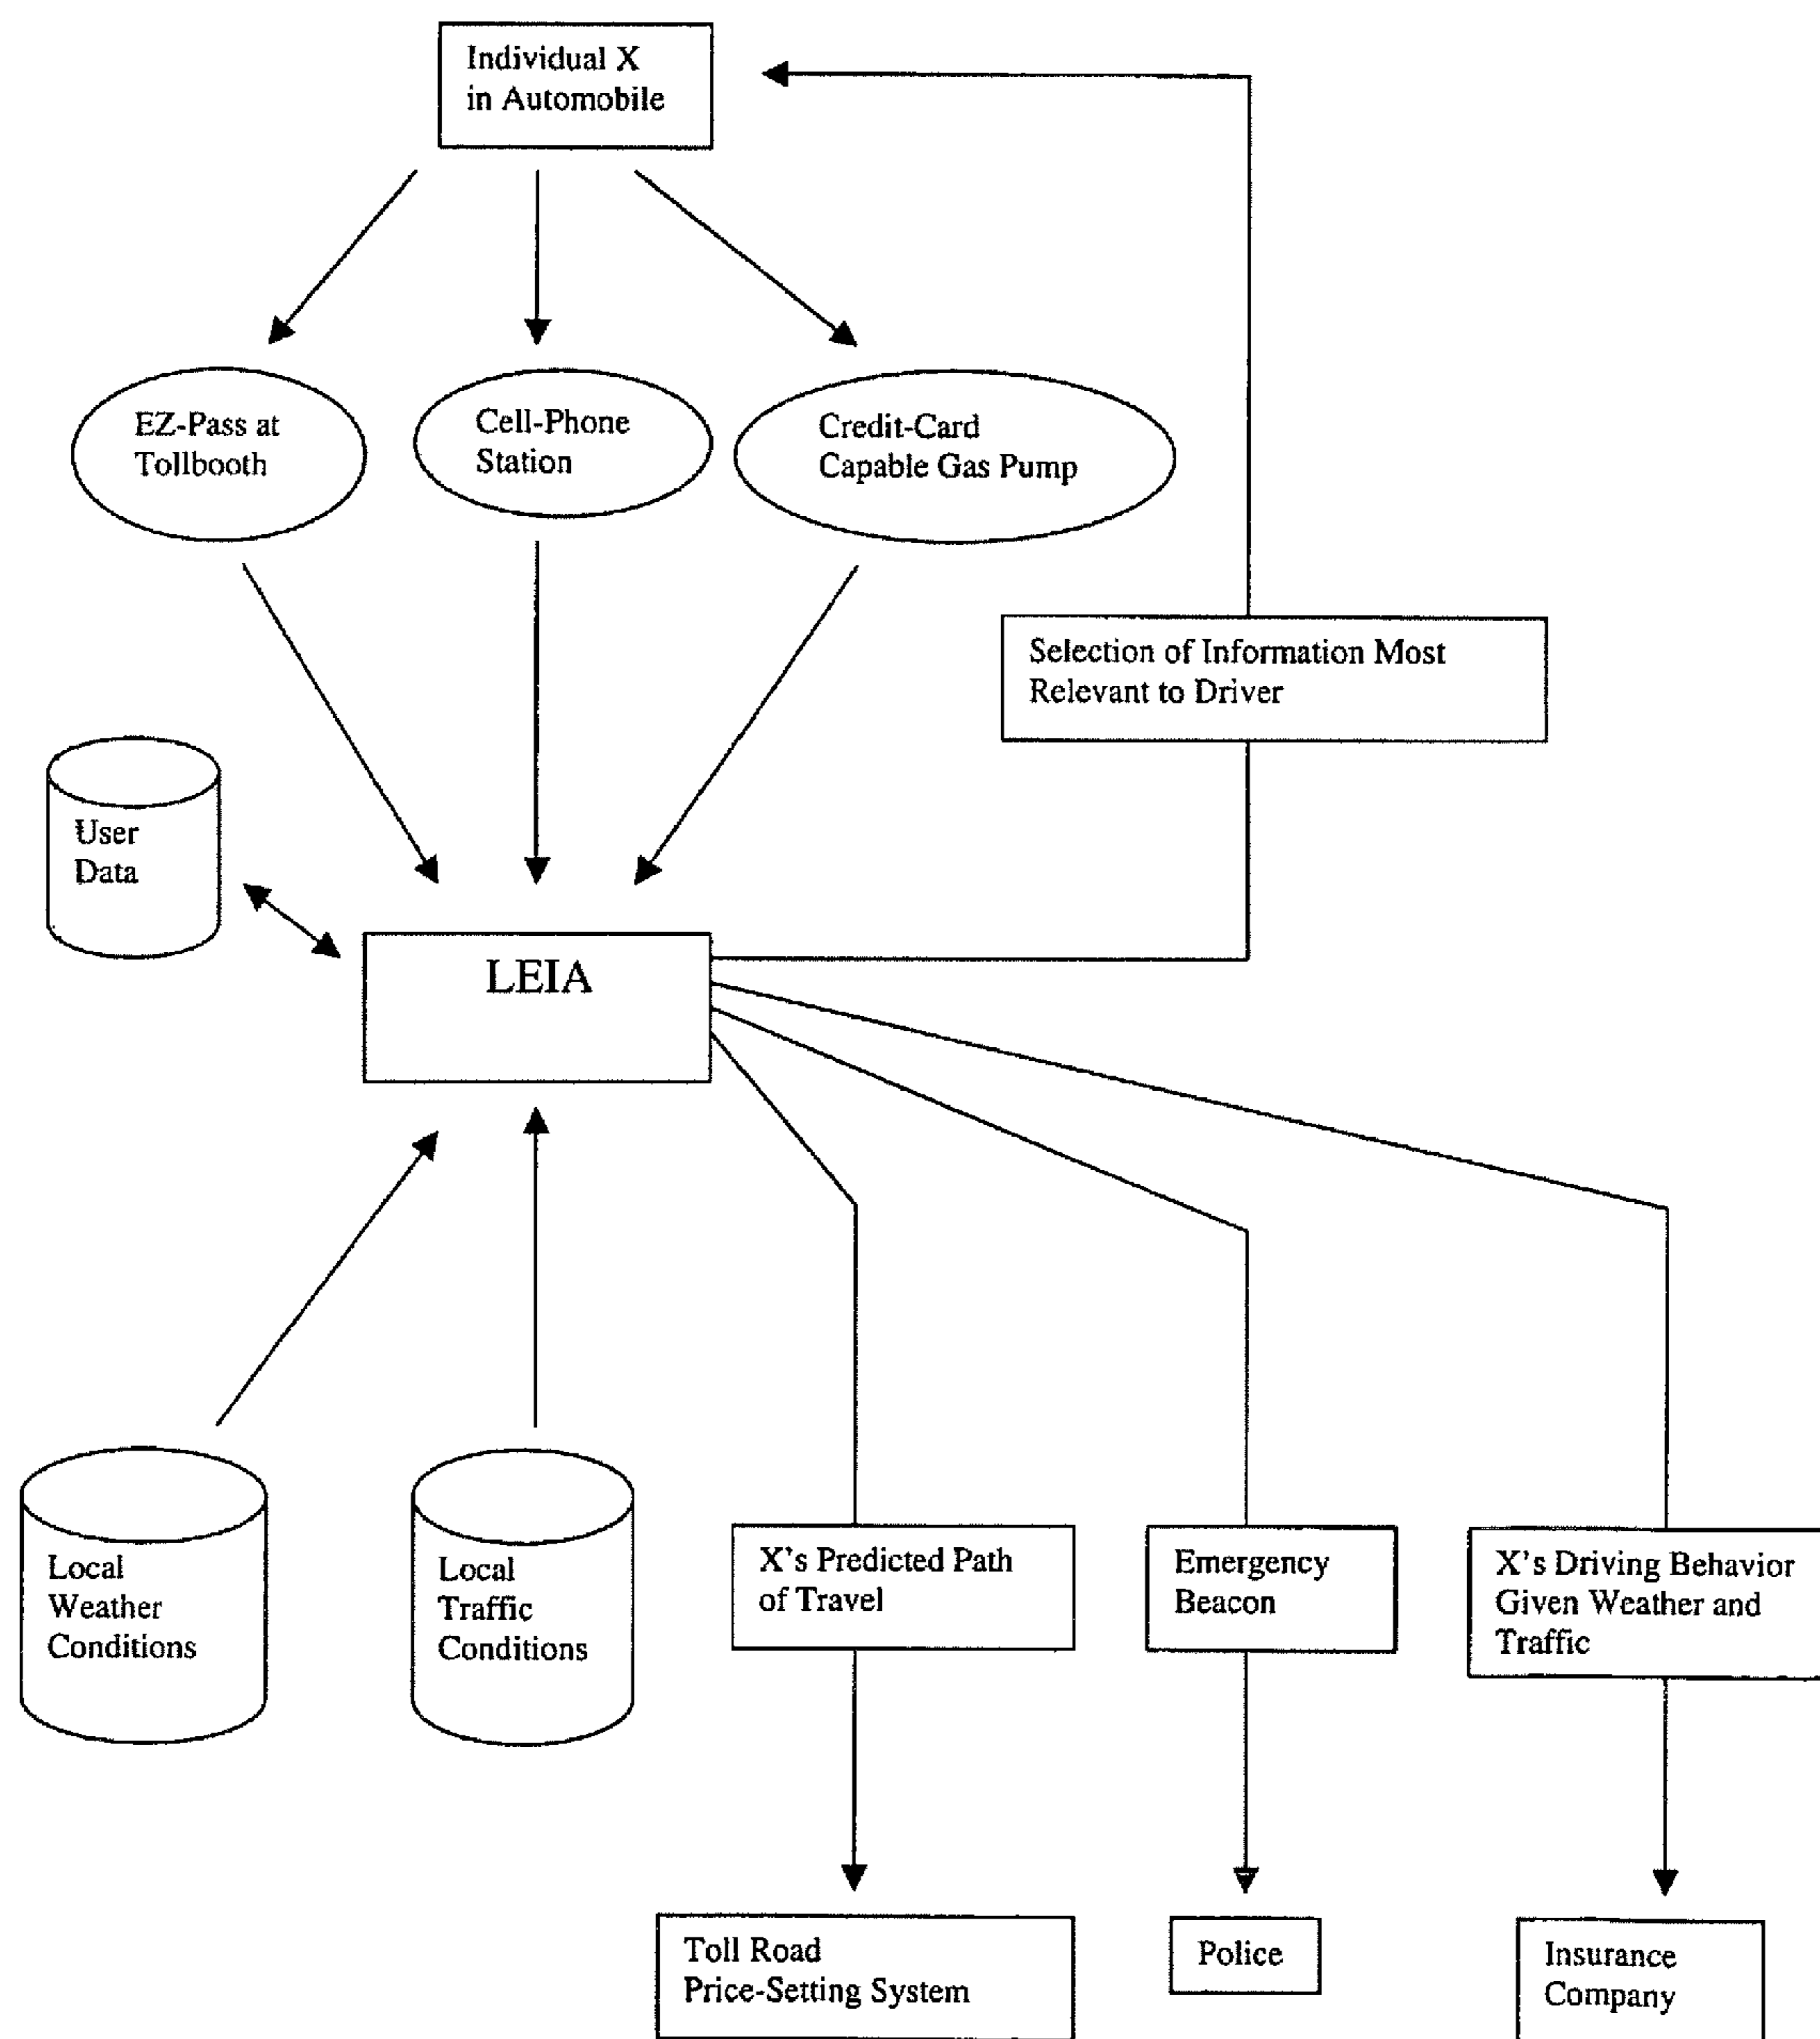 Individual X
in Automobile
EZ-Pass at
Tollbooth
Cell-Phone
Station
Credit-Card
Capable Gas Pump
Selection of Information Most
Relevant to Driver
User
Data
LEIA
Local
Weather
Conditions
Local
Traffic
Conditions
X's Predicted Path
of Travel
Emergency
Beacon
X's Driving Behavior
Given Weather and
Traffic
Toll Road
Price-Setting System
Police
Insurance
Company